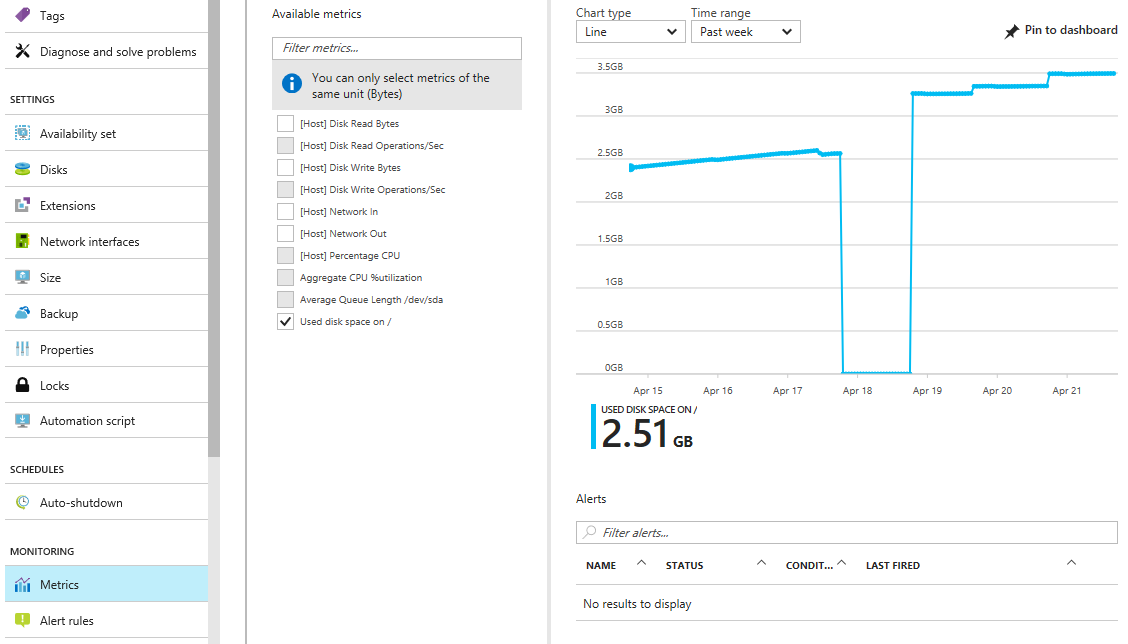 Tags
Diagnose and solve problems
SETTINGS
Availability set
Disks
Extensions
Network interfaces
Size
Backup
Properties
Locks
Automation script
SCHEDULES
Auto-shutdown
MONITORING
Metrics
Alert rules
Available metrics
Filter metrics...
You can only select metrics of the
same unit (Bytes)
[Host] Disk Read Bytes
[Host] Disk Read Operations/Sec
[Host] Disk Write Bytes
[Host] Disk Write Operations/Sec
[Host] Network In
[Host] Network Out
[Host] Percentage CPU
Aggregate CPU %utilization
Average Queue Length /dev/sda
Used disk space on /
Chart type
Time range
Line
Past week
Pin to dashboard
3.5GB
3GB
2.5GB
2GB
1.5GB
1GB
0.5GB
0GB
Apr 15 Apr 16 Apr 17 Apr 18 Apr 19 Apr 20 Apr 21
USED DISK SPACE ON /
2.51 GB
Alerts
Filter alerts...
NAME STATUS CONDIT... LAST FIRED
No results to display